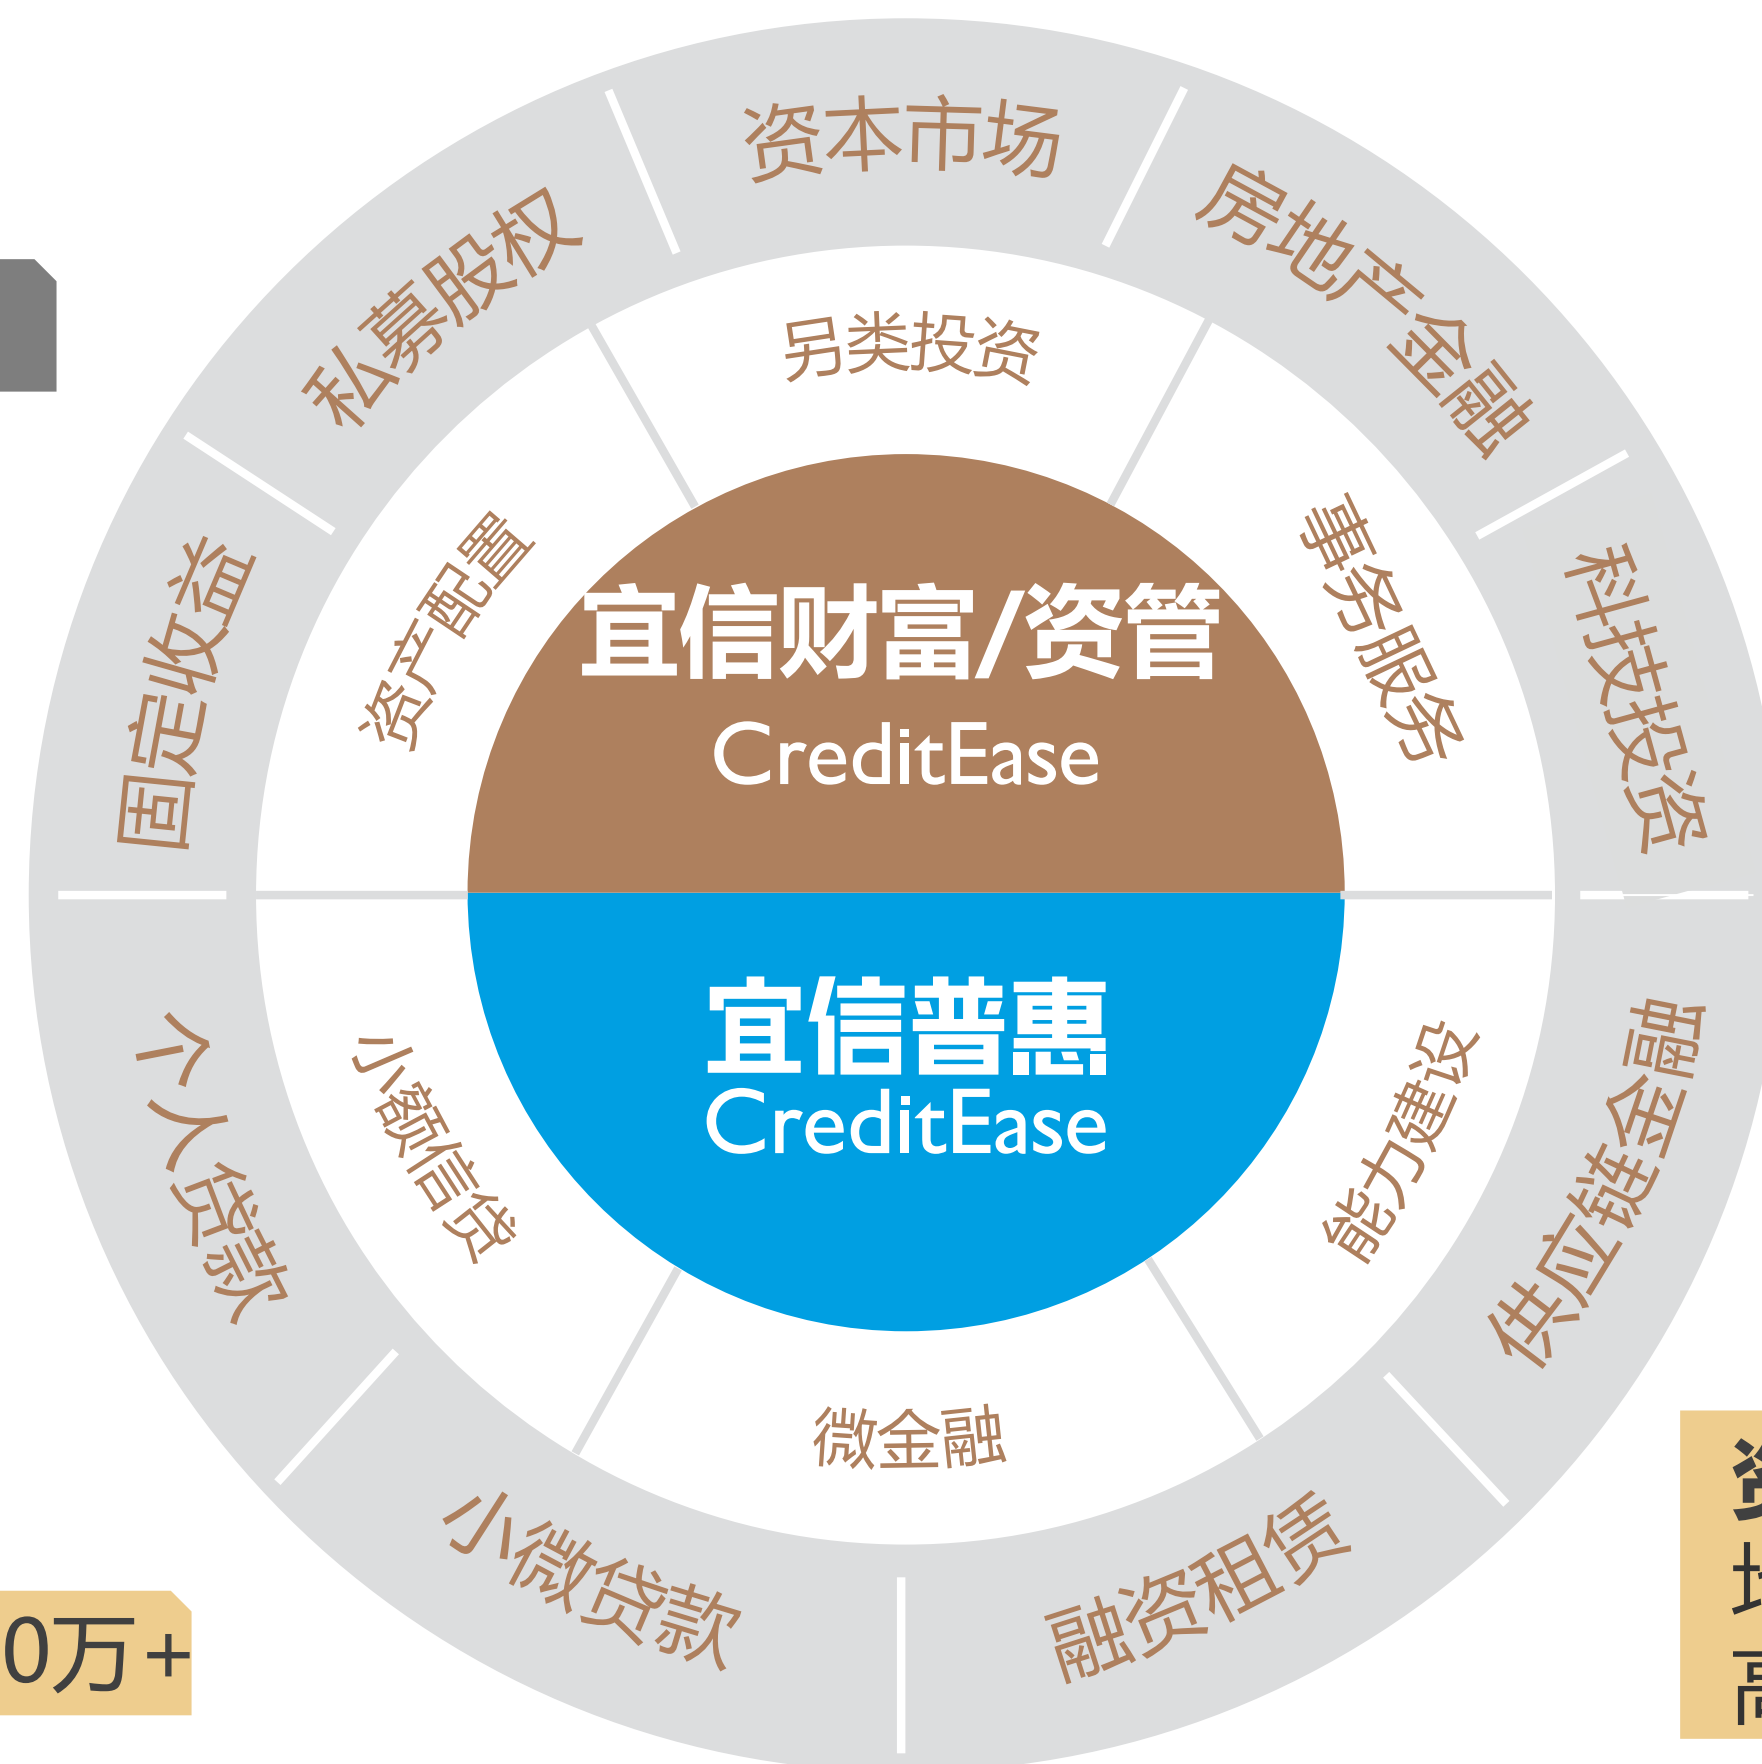 资本市场
房地产金融
科技投资
供应链金融
融资租赁
小微贷款
个人贷款
固定收益
私募股权
另类投资
事务服务
能力建设
微金融
小额信贷
资产配置
宜信财富/资管
CreditEase
宜信普惠
CreditEase
0万+